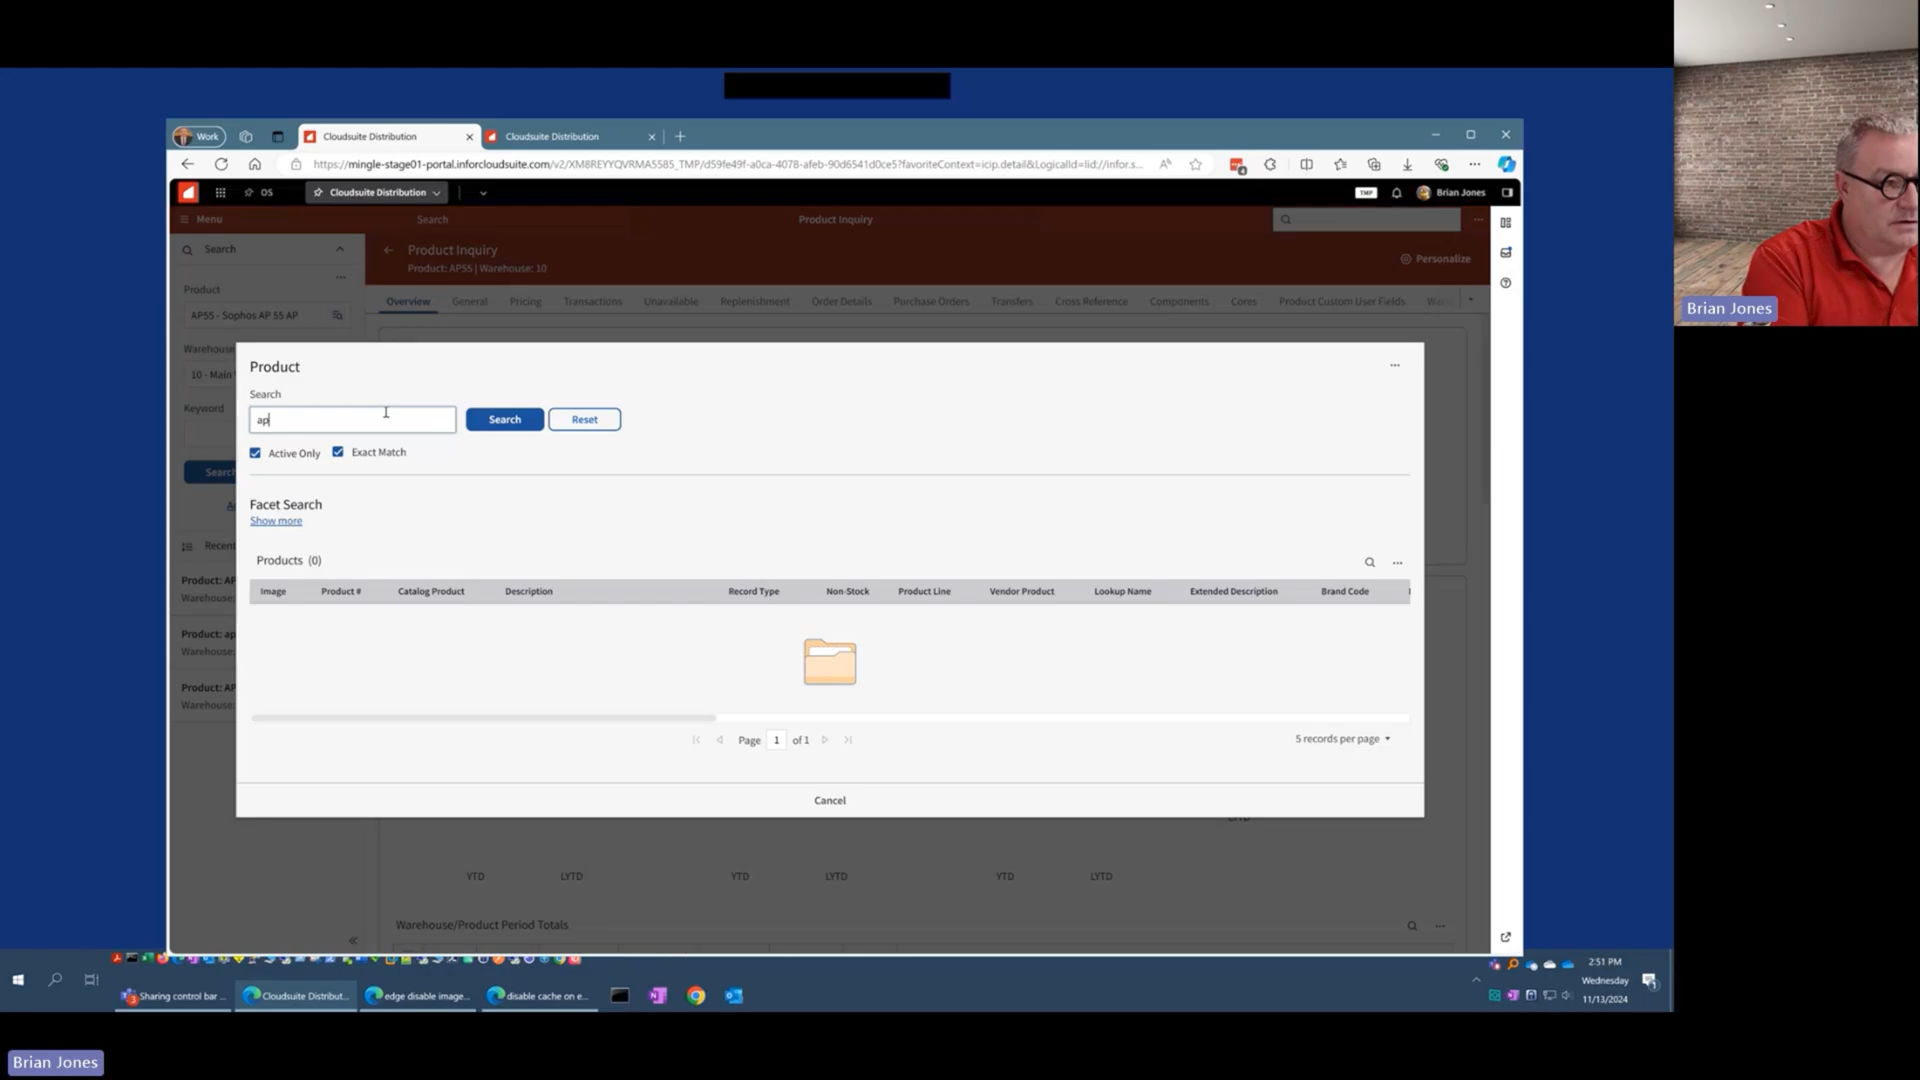 Work
Cloudsuite Distribution
Cloudsuite Distribution
https://mingle-stage01-portal.inforcloudsuite.com/v2/XM8REYYQVRMA5585_TMP/d59fe49f-a0ca-4078-afeb-90d6541d0ce5?favoriteContext=icip.detail&LogicalId=lid://infor.s...
OS
Cloudsuite Distribution
TMP
Brian Jones
Menu
Search
Product Inquiry
Search
Product Inquiry
Product: AP55 | Warehouse: 10
Personalize
Product
Overview General Pricing Transactions Unavailable Replenishment Order Details Purchase Orders Transfers Cross Reference Components Cores Product Custom User Fields
AP55 - Sophos AP 55 AP
Brian Jones
Warehouse
10 - Main
Keyword
Search
Recent
Product: AP
Warehouse:
Product: ap
Warehouse:
Product: AP
Warehouse:
Product
Search
ap
Search
Reset
Active Only
Exact Match
Facet Search
Show more
Products (0)
Image Product # Catalog Product Description Record Type Non-Stock Product Line Vendor Product Lookup Name Extended Description Brand Code
Page 1 of 1
5 records per page
Cancel
LYTD
YTD LYTD YTD LYTD YTD LYTD
Warehouse/Product Period Totals
Sharing control bar ...
Cloudsuite Distribut...
edge disable image...
disable cache on e...
2:51 PM
Wednesday
11/13/2024
Brian Jones